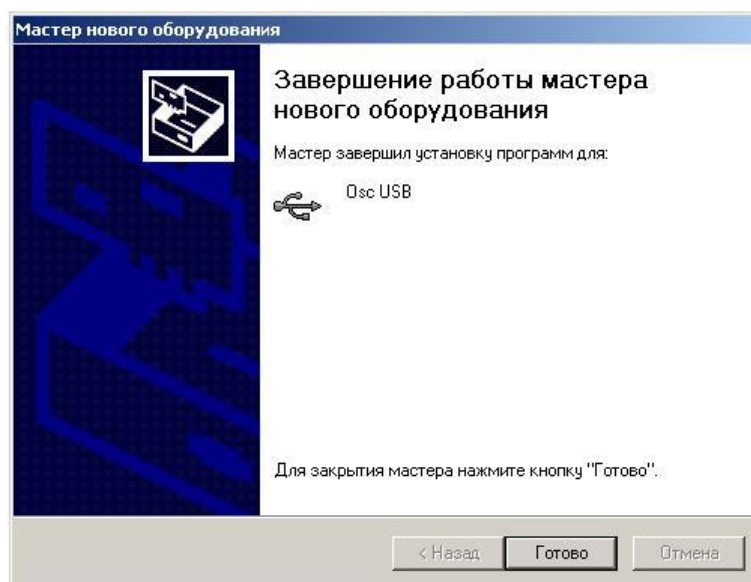 Мастер нового оборудования
Завершение работы мастера
нового оборудования
Мастер завершил установку программ для:
Osc USB
Для закрытия мастера нажмите кнопку "Готово".
< Назад
Готово
Отмена